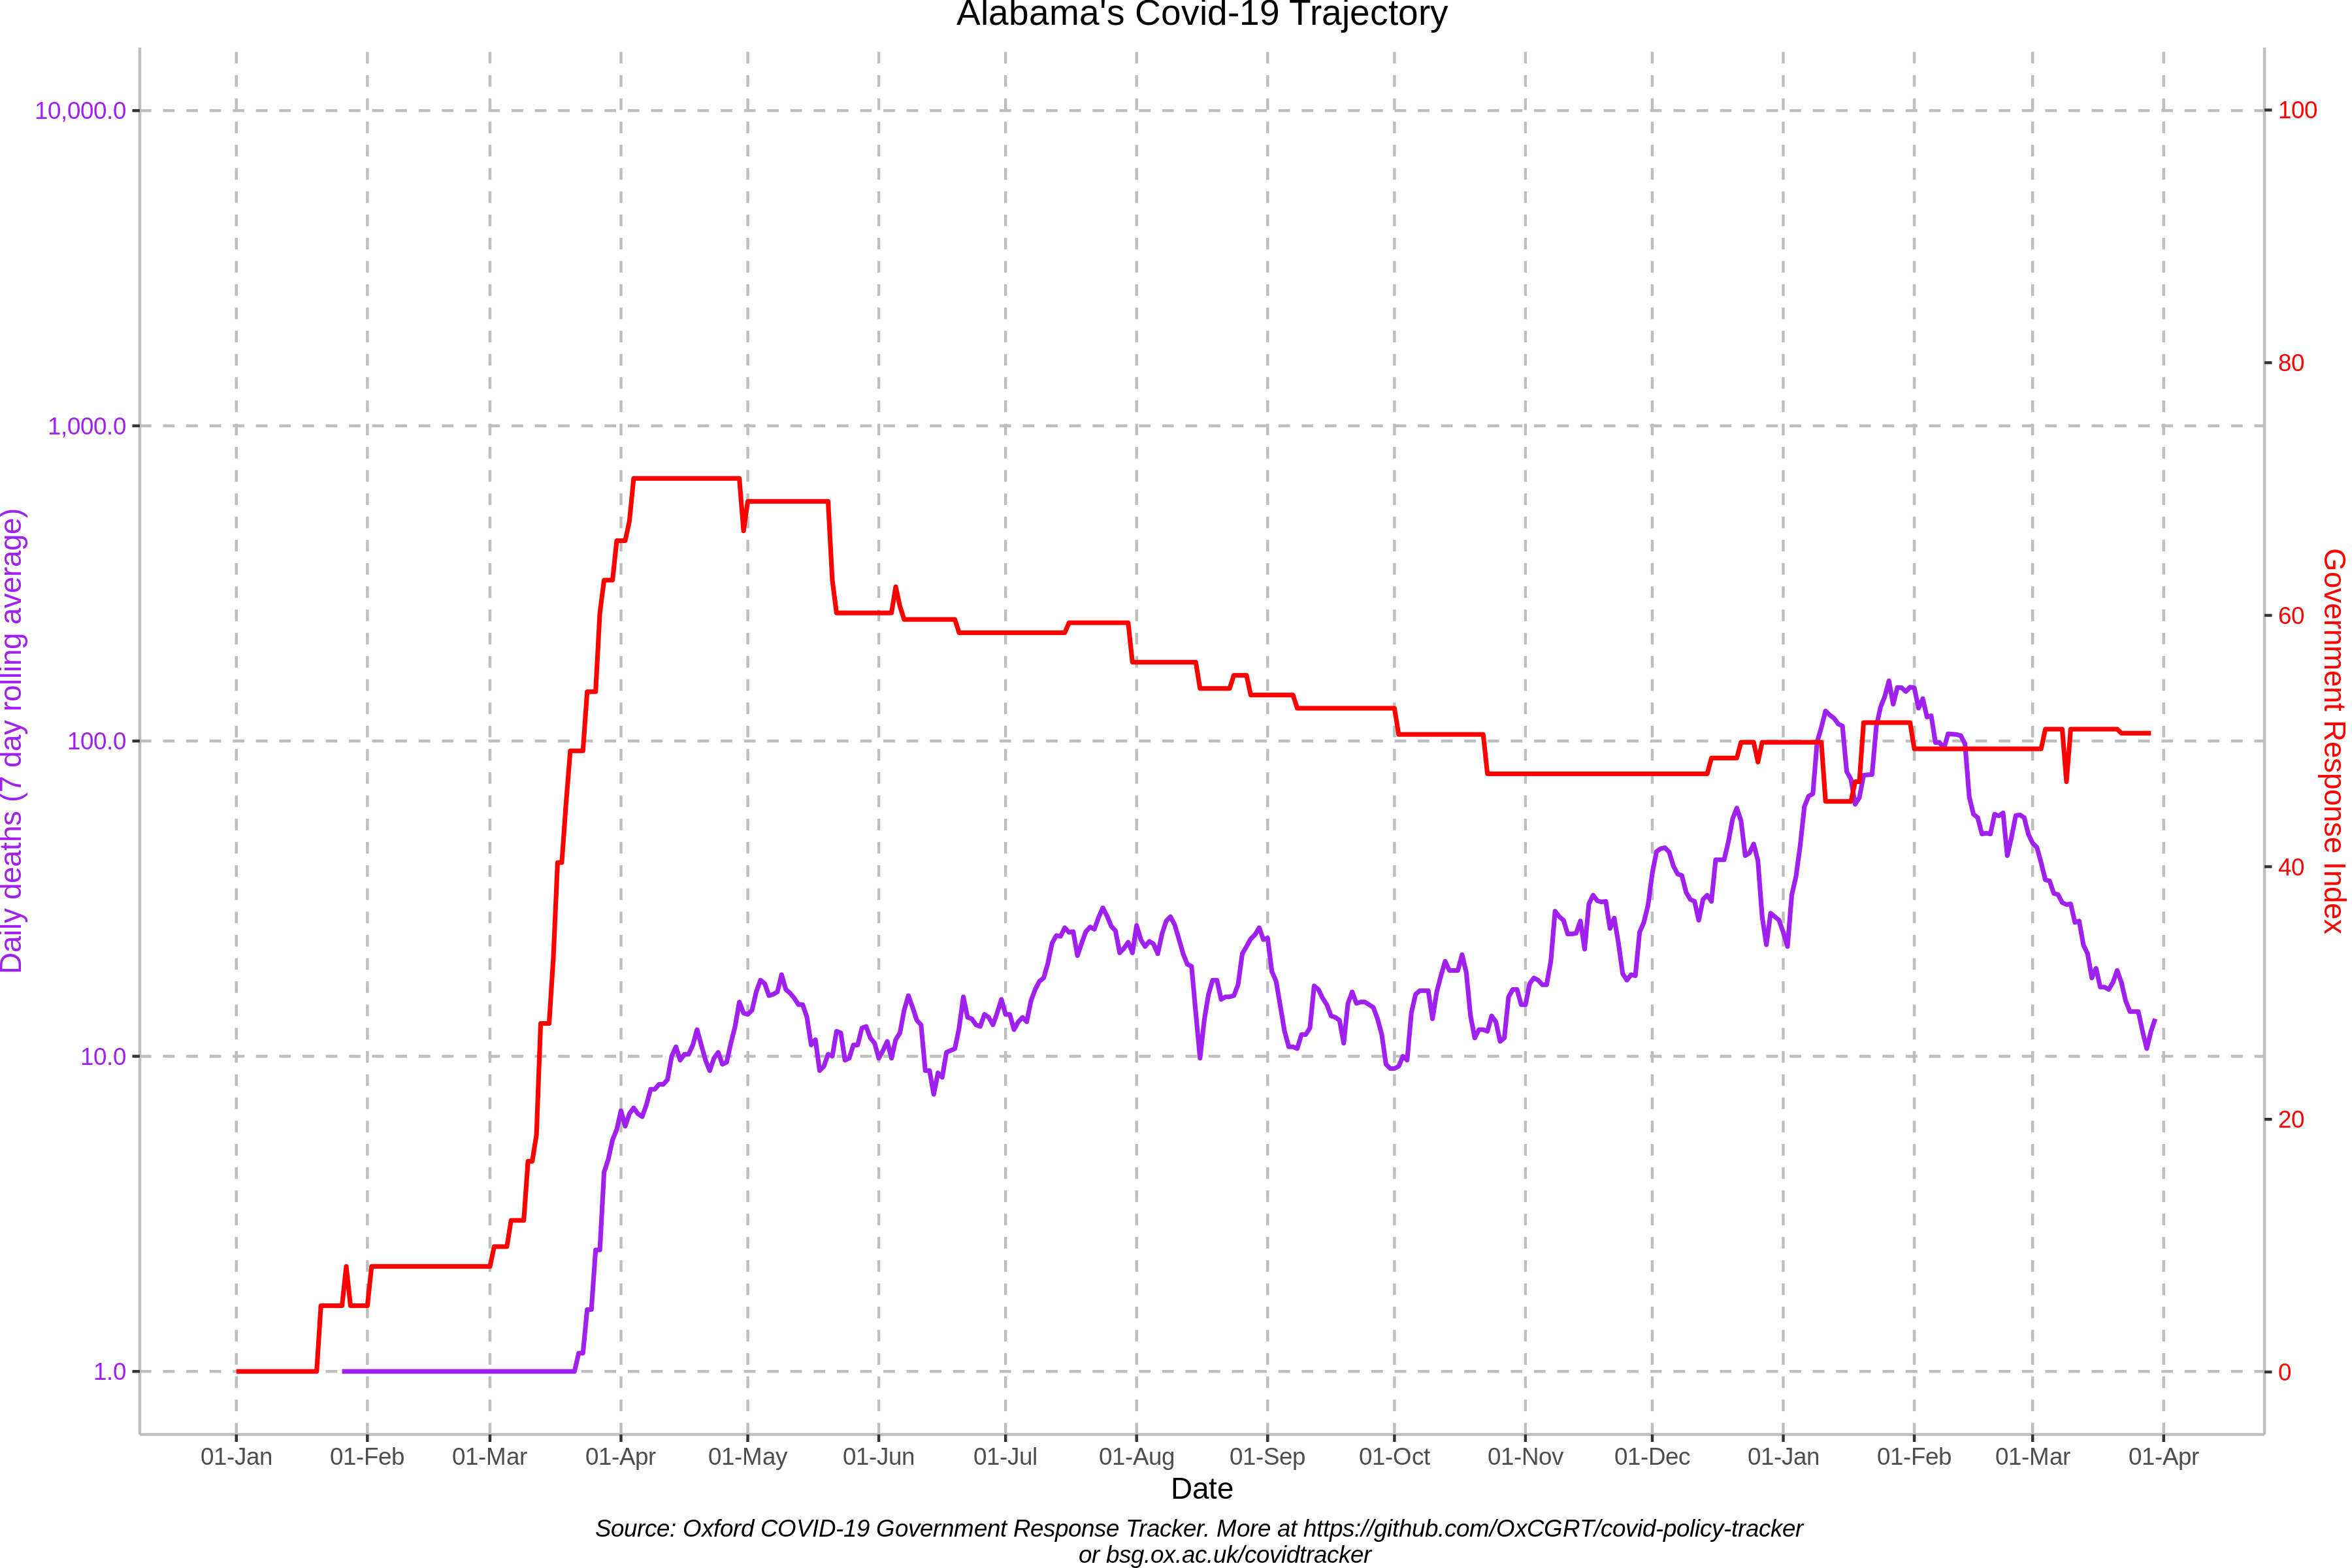 Alabama's Covid-19 Trajectory
10,000.0
1,000.0
100.0
10.0
1.0
Daily deaths (7 day rolling average)
100
80
60
40
20
0
Government Response Index
01-Jan 01-Feb 01-Mar 01-Apr 01-May 01-Jun 01-Jul 01-Aug 01-Sep 01-Oct 01-Nov 01-Dec 01-Jan 01-Feb 01-Mar 01-Apr
Date
Source: Oxford COVID-19 Government Response Tracker. More at https://github.com/OxCGRT/covid-policy-tracker
or bsg.ox.ac.uk/covidtracker